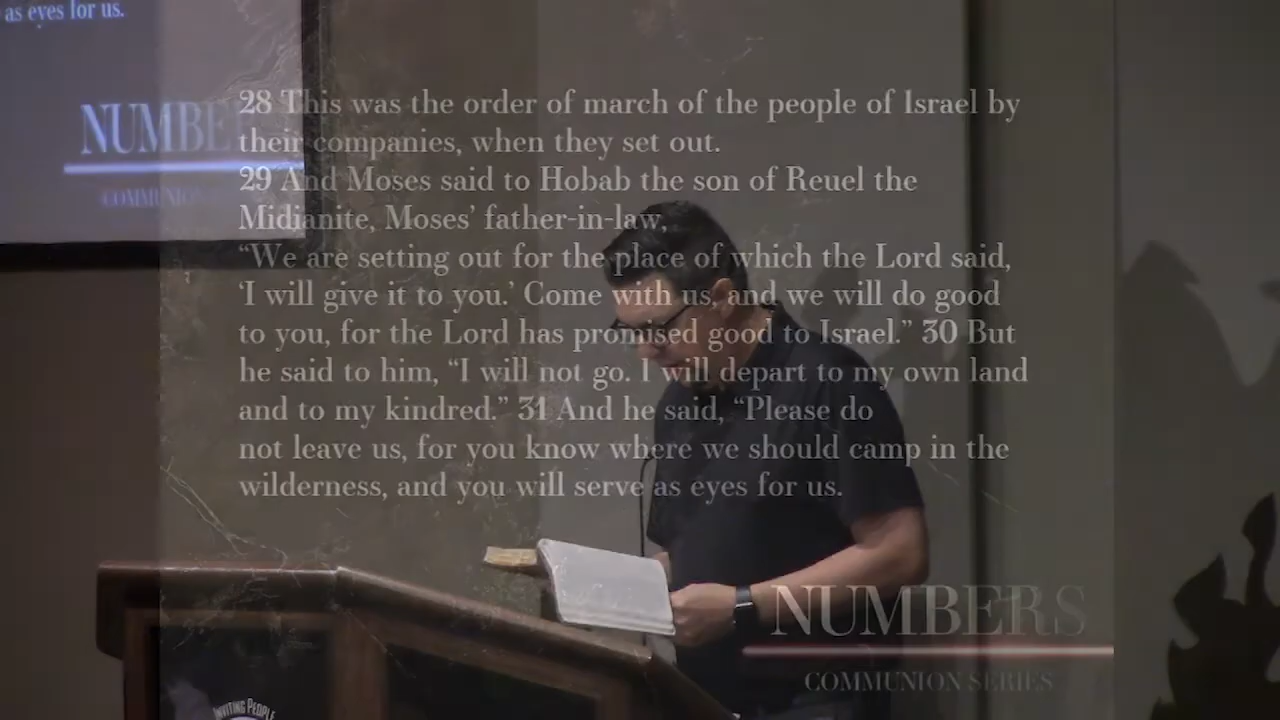 as eyes for us.
NUMBE
COMMUNION
28 This was the order of march of the people of Israel by
their companies, when they set out.
29 And Moses said to Hobab the son of Reuel the
Midianite, Moses’ father-in-law,
“We are setting out for the place of which the Lord said,
‘I will give it to you.’ Come with us, and we will do good
to you, for the Lord has promised good to Israel.” 30 But
he said to him, “I will not go. I will depart to my own land
and to my kindred.” 31 And he said, “Please do
not leave us, for you know where we should camp in the
wilderness, and you will serve as eyes for us.
NUMBERS
COMMUNION SERIES
INVITING PEOPLE